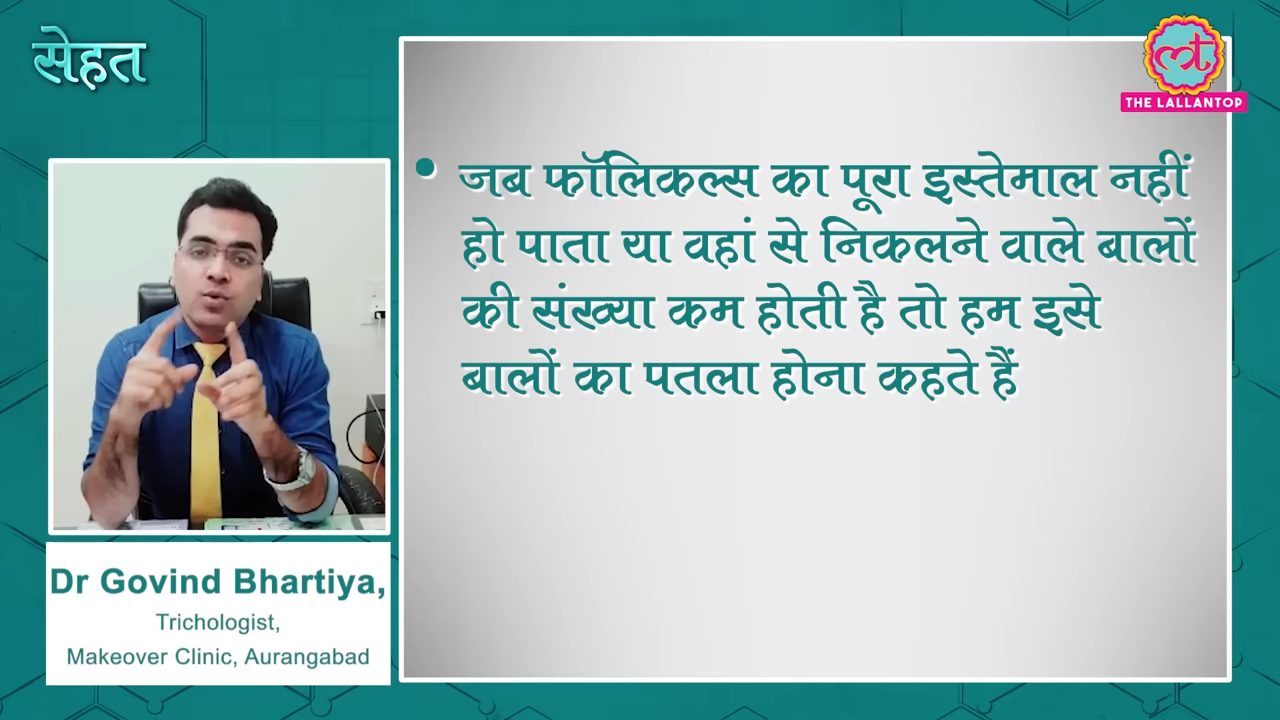 सेहत
THE LALLANTOP
• जब फॉलिकल्स का पूरा इस्तेमाल नहीं
हो पाता या वहां से निकलने वाले बालों
की संख्या कम होती है तो हम इसे
बालों का पतला होना कहते हैं
Dr Govind Bhartiya,
Trichologist,
Makeover Clinic, Aurangabad